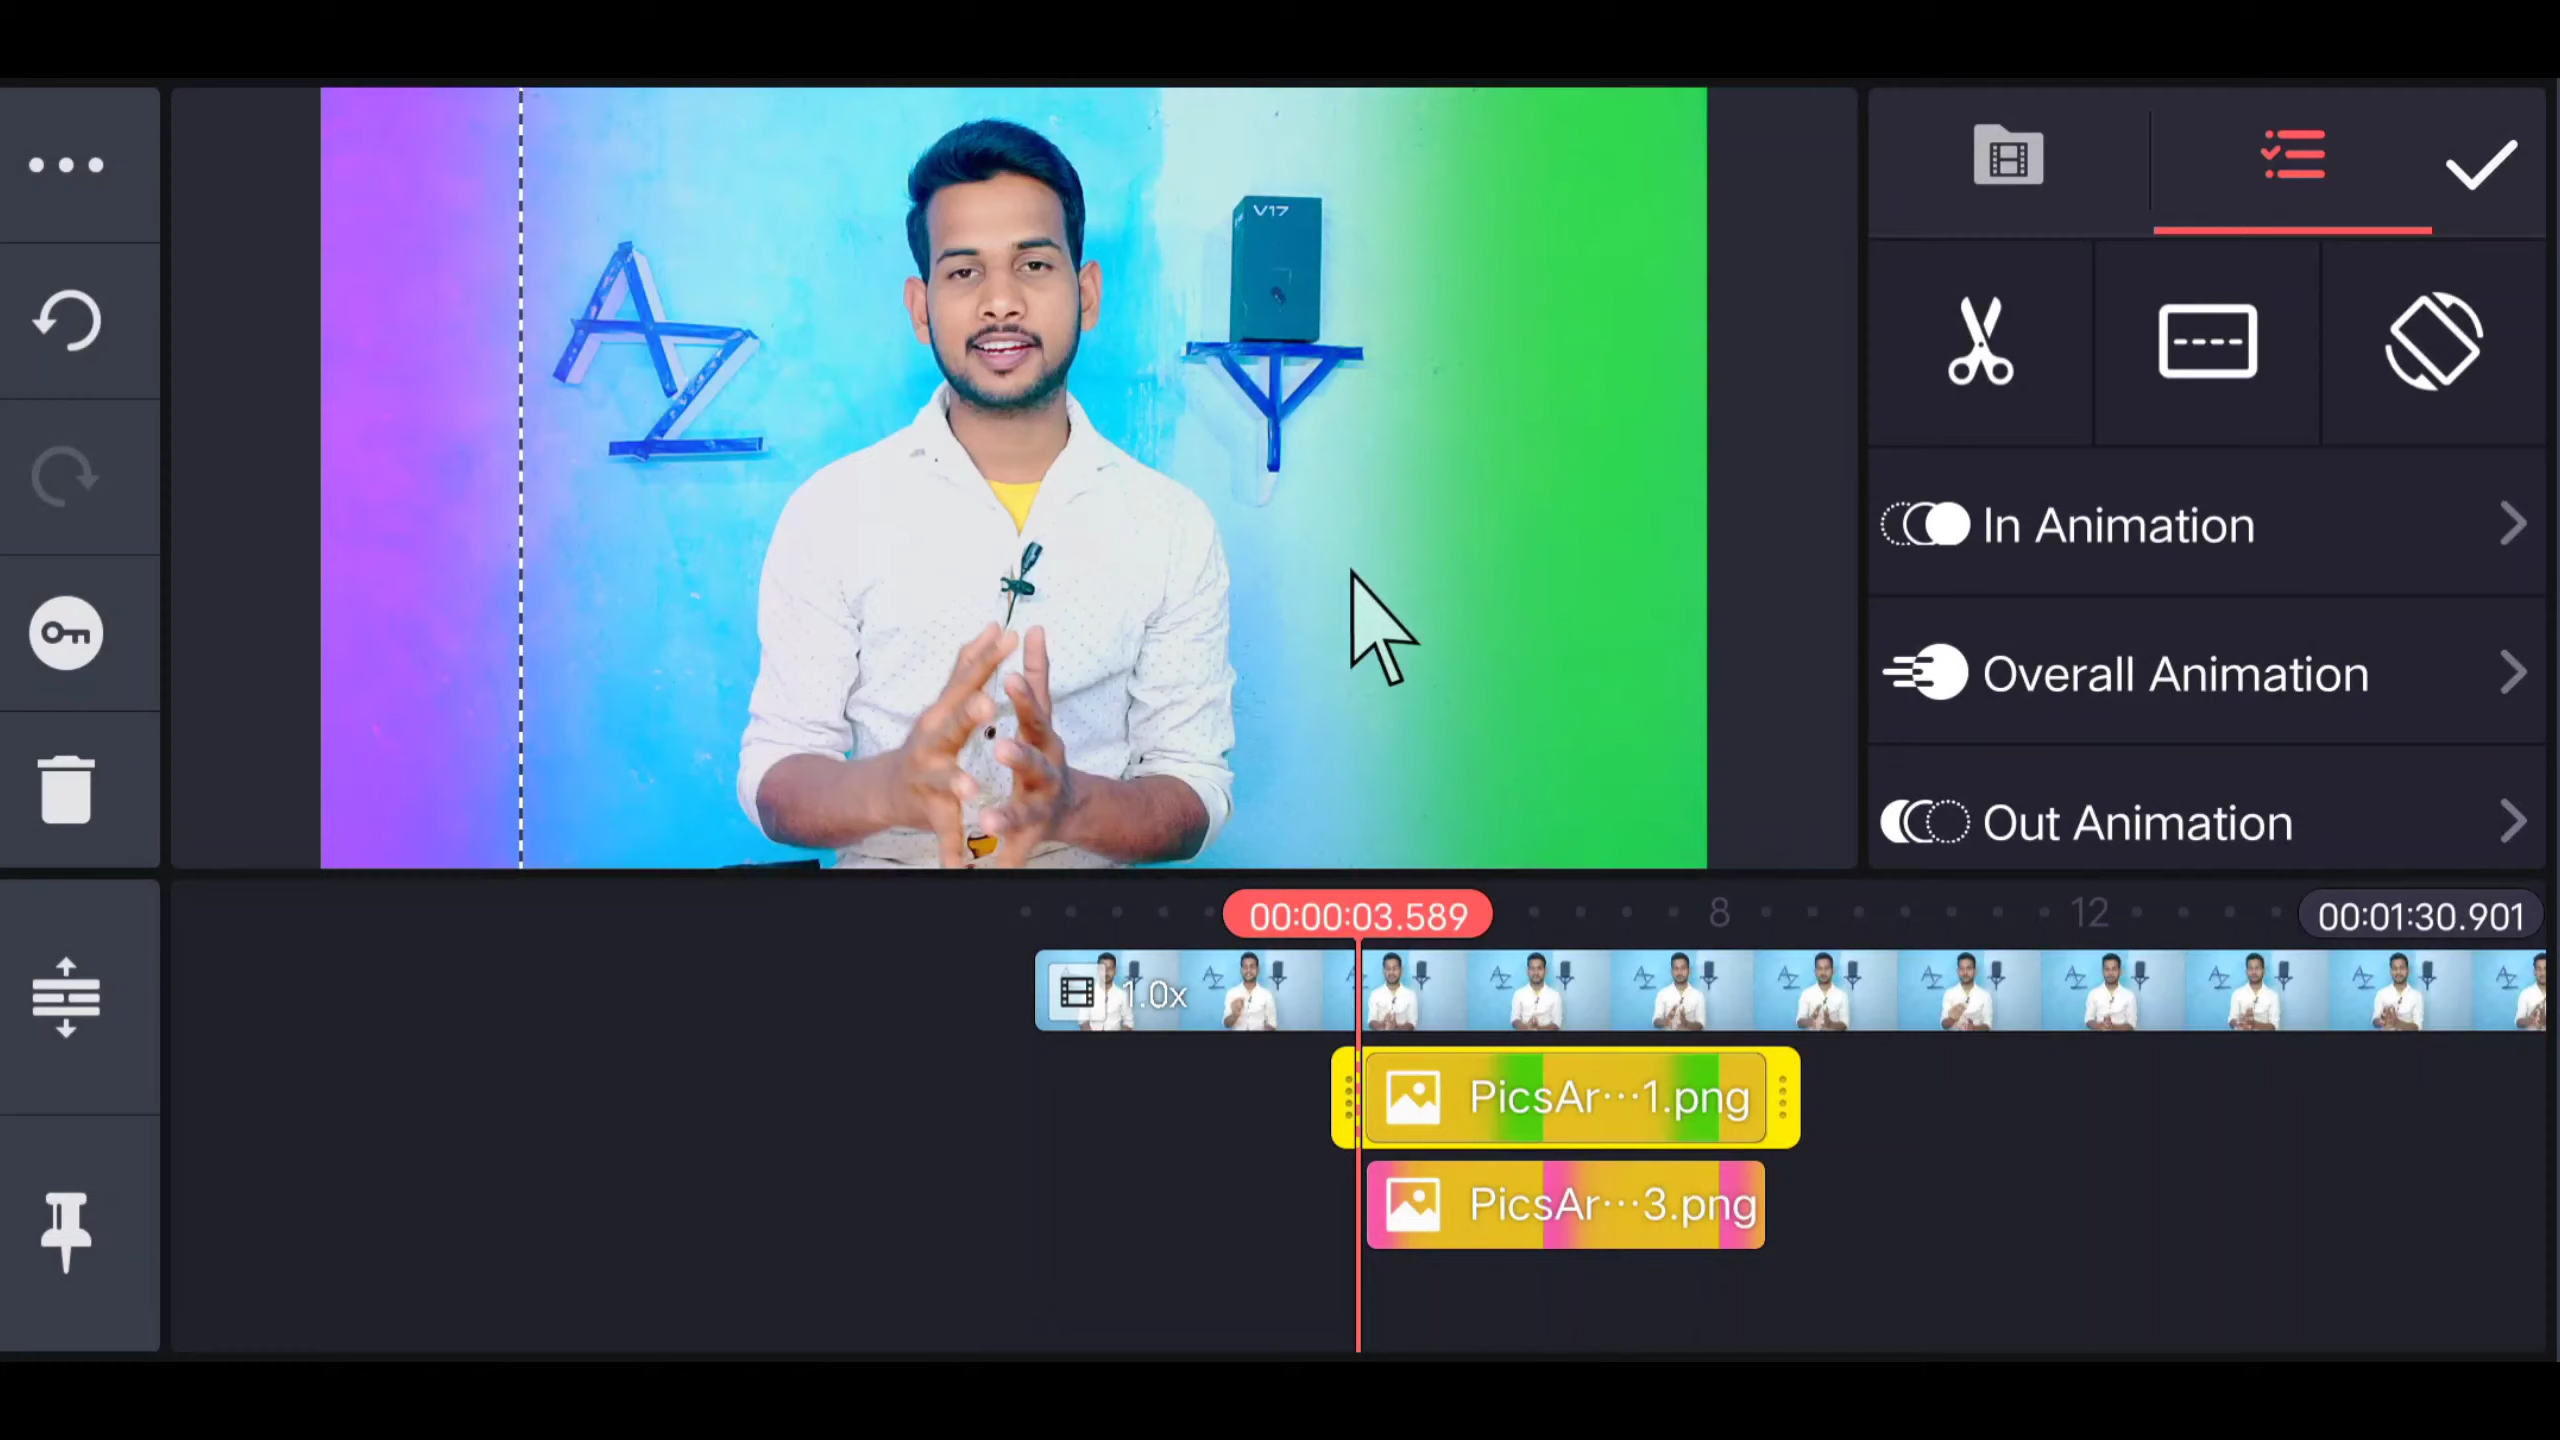 V17
AZ
In Animation
Overall Animation
Out Animation
00:00:03.589
8
12
00:01:30.901
1.0x
PicsAr···1.png
PicsAr···3.png